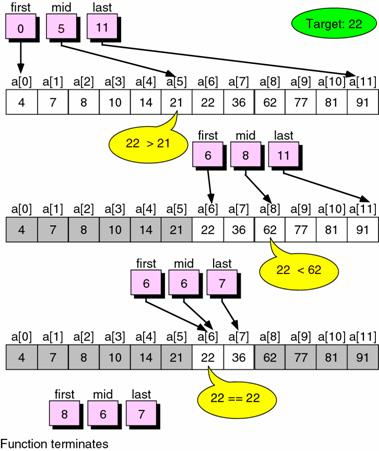 first mid last
0 5 11
Target: 22
a[0] a[1] a[2] a[3] a[4] a[5] a[6] a[7] a[8] a[9] a[10] a[11]
4 7 8 10 14 21 22 36 62 77 81 91
22 > 21
first mid last
6 8 11
a[0] a[1] a[2] a[3] a[4] a[5] a[6] a[7] a[8] a[9] a[10] a[11]
4 7 8 10 14 21 22 36 62 77 81 91
22 < 62
first mid last
6 6 7
a[0] a[1] a[2] a[3] a[4] a[5] a[6] a[7] a[8] a[9] a[10] a[11]
4 7 8 10 14 21 22 36 62 77 81 91
22 == 22
first mid last
8 6 7
Function terminates